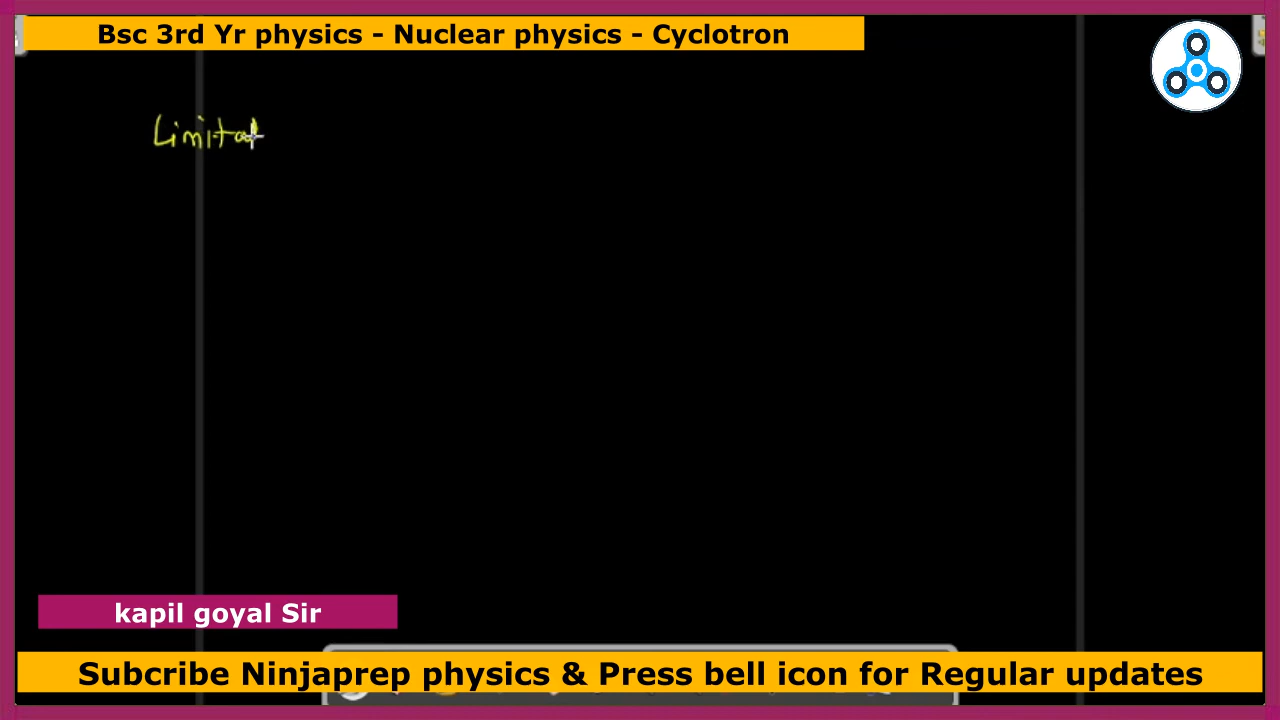 Bsc 3rd Yr physics - Nuclear physics - Cyclotron
Limitat
kapil goyal Sir
Subcribe Ninjaprep physics & Press bell icon for Regular updates